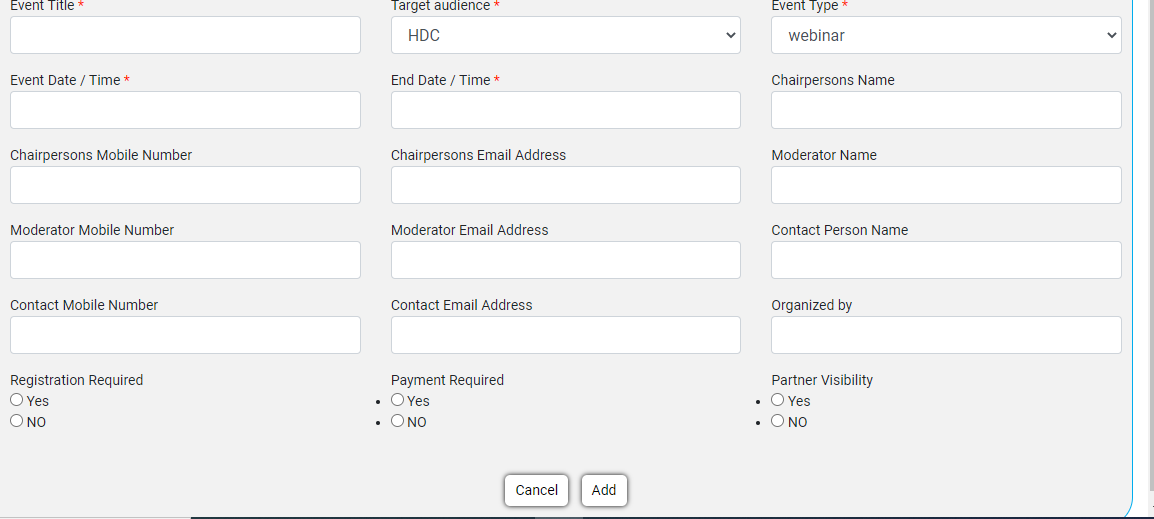 Event Title * Target audience * Event Type *
HDC webinar
Event Date / Time * End Date / Time * Chairpersons Name
Chairpersons Mobile Number Chairpersons Email Address Moderator Name
Moderator Mobile Number Moderator Email Address Contact Person Name
Contact Mobile Number Contact Email Address Organized by
Registration Required Payment Required Partner Visibility
Yes Yes Yes
NO NO NO
Cancel Add